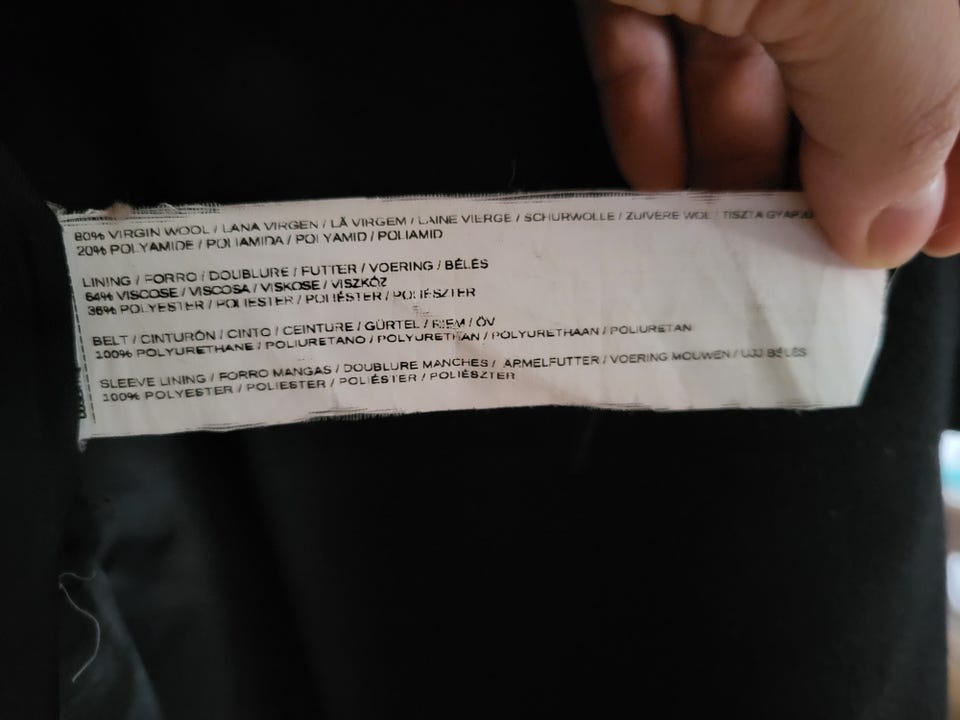 80% VIRGIN WOOL / LANA VIRGEN / LÃ VIRGEM / LAINE VIERGE / SCHURWOLLE / ZUIVERE WOL / TISZTA GYAPJÚ
20% POLYAMIDE / POLIAMIDA / POLYAMID / POLIAMID
LINING / FORRO / DOUBLURE / FUTTER / VOERING / BÉLÉS
64% VISCOSE / VISCOSA / VISKOSE / VISZKÓZ
36% POLYESTER / POLIESTER / POLIÉSTER / POLIÉSZTER
BELT / CINTURÓN / CINTO / CEINTURE / GÜRTEL / RIEM / ÖV
100% POLYURETHANE / POLIURETANO / POLYURETHAN / POLYURETHAAN / POLIURETAN
SLEEVE LINING / FORRO MANGAS / DOUBLURE MANCHES / ÄRMELFUTTER / VOERING MOUWEN / UJJ BÉLÉS
100% POLYESTER / POLIESTER / POLIÉSTER / POLIÉSZTER